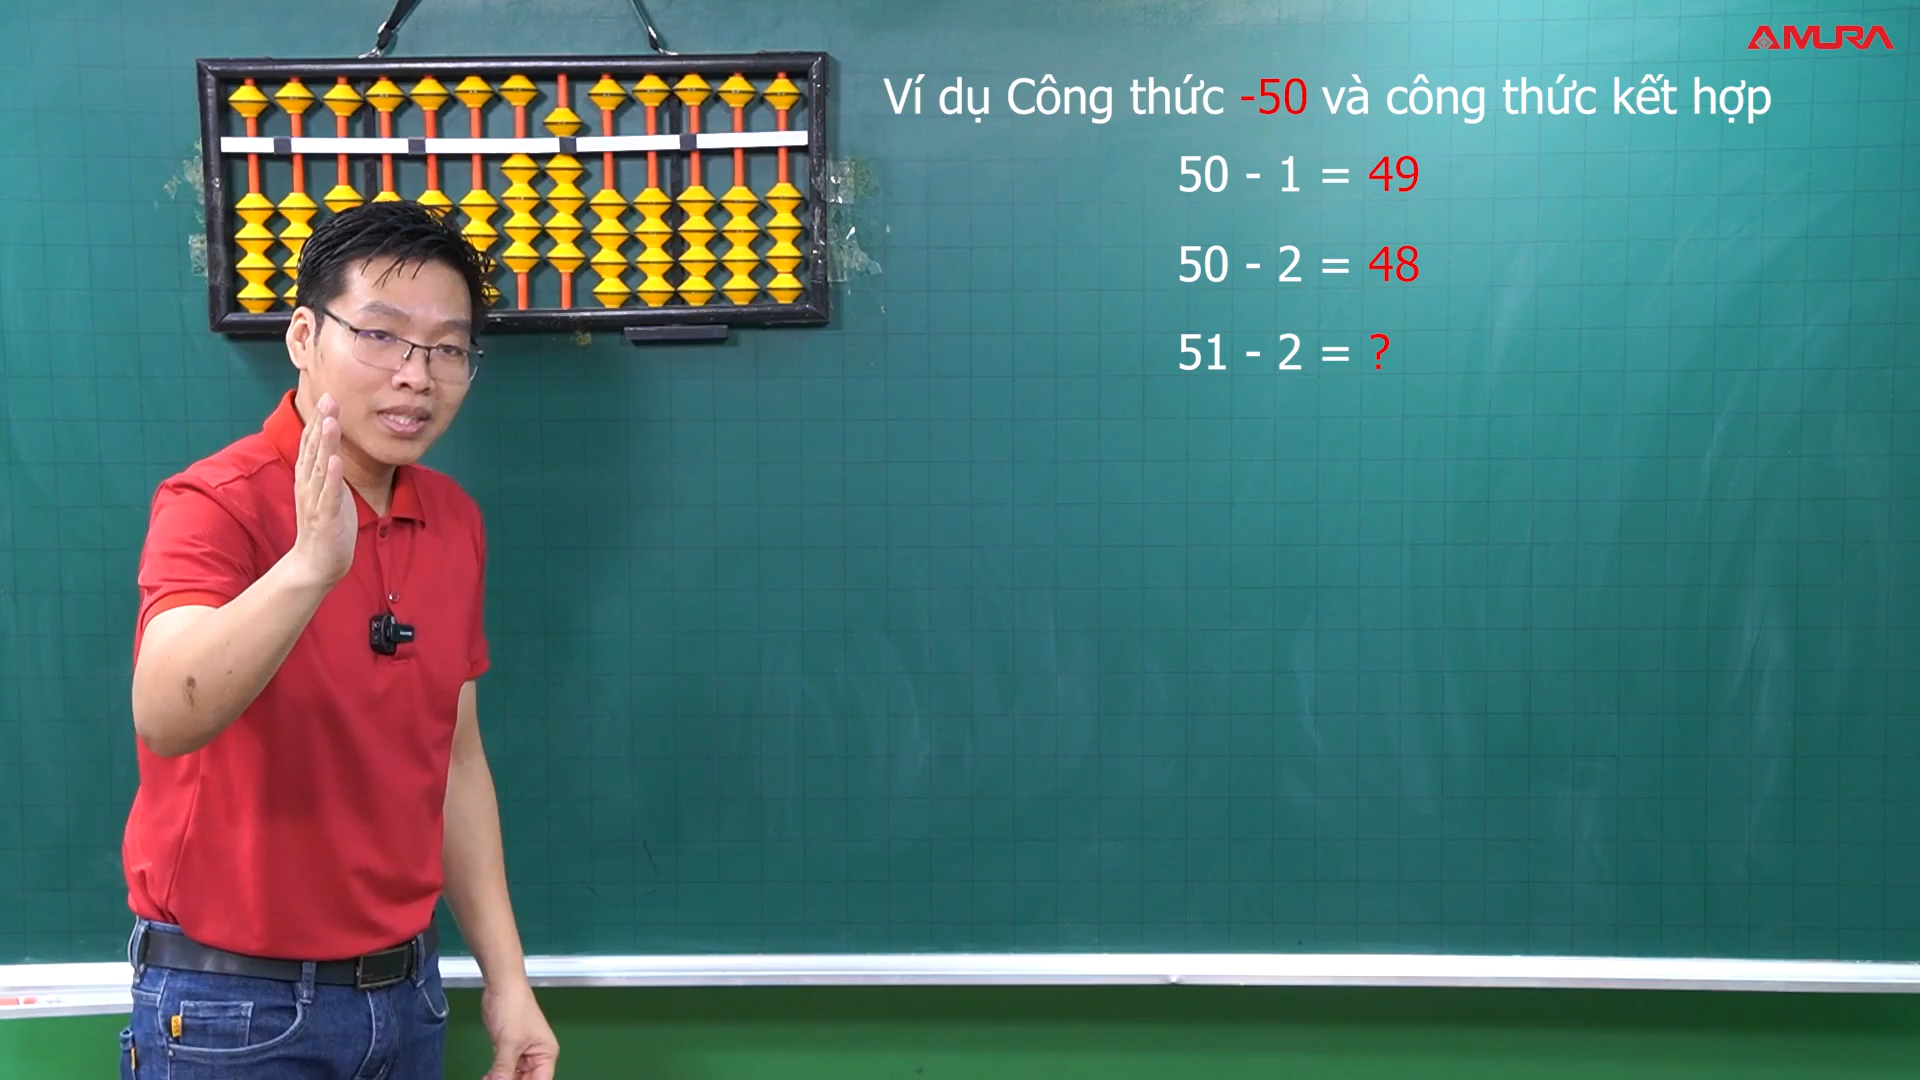 AMURA
Ví dụ Công thức -50 và công thức kết hợp
50 - 1 = 49
50 - 2 = 48
51 - 2 = ?